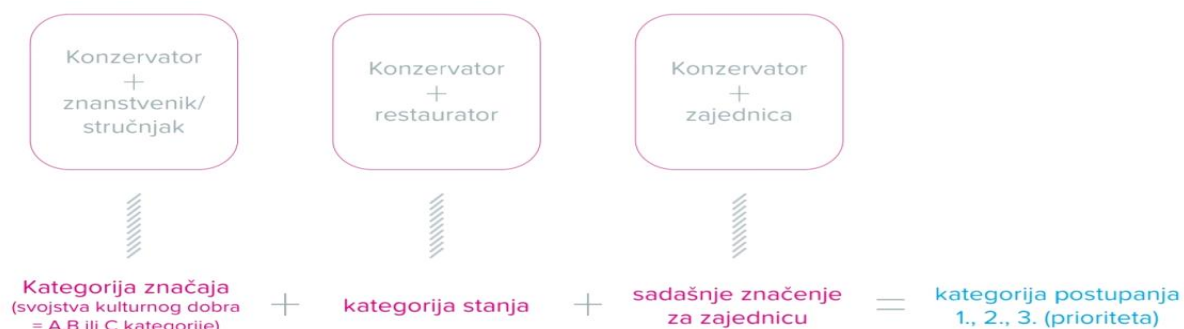 Konzervator
+
znanstvenik/
stručnjak
Konzervator
+
restaurator
Konzervator
+
zajednica
Kategorija značaja
(svojstva kulturnog dobra
= A,B ili C kategorije)
+
kategorija stanja
+
sadašnje značenje
za zajednicu
=
kategorija postupanja
1., 2., 3. (prioriteta)